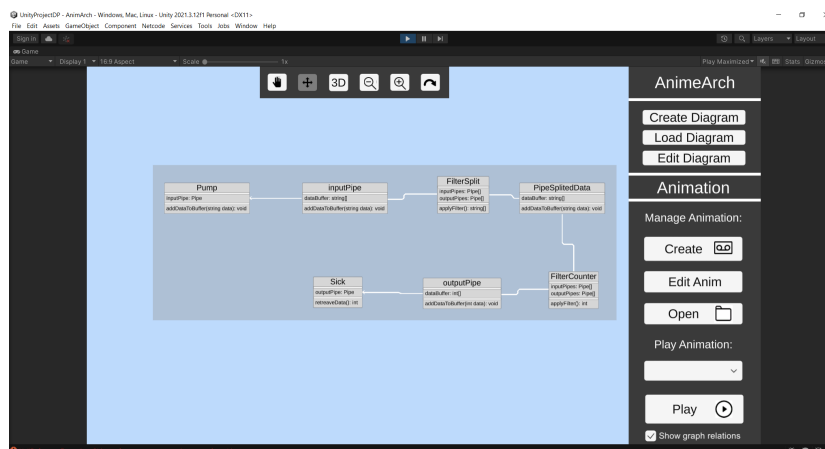 UnityProjectDP - AnimArch - Windows, Mac, Linux - Unity 2021.3.12f1 Personal <DX11>
File Edit Assets GameObject Component Netcode Services Tools Jobs Window Help
Sign in
Layers Layout
Game
Game Display 1 16:9 Aspect Scale 1x Play Maximized Stats Gizmo
3D
AnimeArch
Create Diagram
Load Diagram
Edit Diagram
Animation
Manage Animation:
Create
Edit Anim
Open
Play Animation:
Play
Show graph relations
Pump
inputPipe: Pipe
addDataToBuffer(string data): void
inputPipe
dataBuffer: string[]
addDataToBuffer(string data): void
FilterSplit
inputPipes: Pipe[]
outputPipes: Pipe[]
applyFilter(): string[]
PipeSplitedData
dataBuffer: string[]
addDataToBuffer(string data): void
Sick
outputPipe: Pipe
retreaveData(): int
outputPipe
dataBuffer: int[]
addDataToBuffer(int data): void
FilterCounter
inputPipes: Pipe[]
outputPipes: Pipe[]
applyFilter(): int